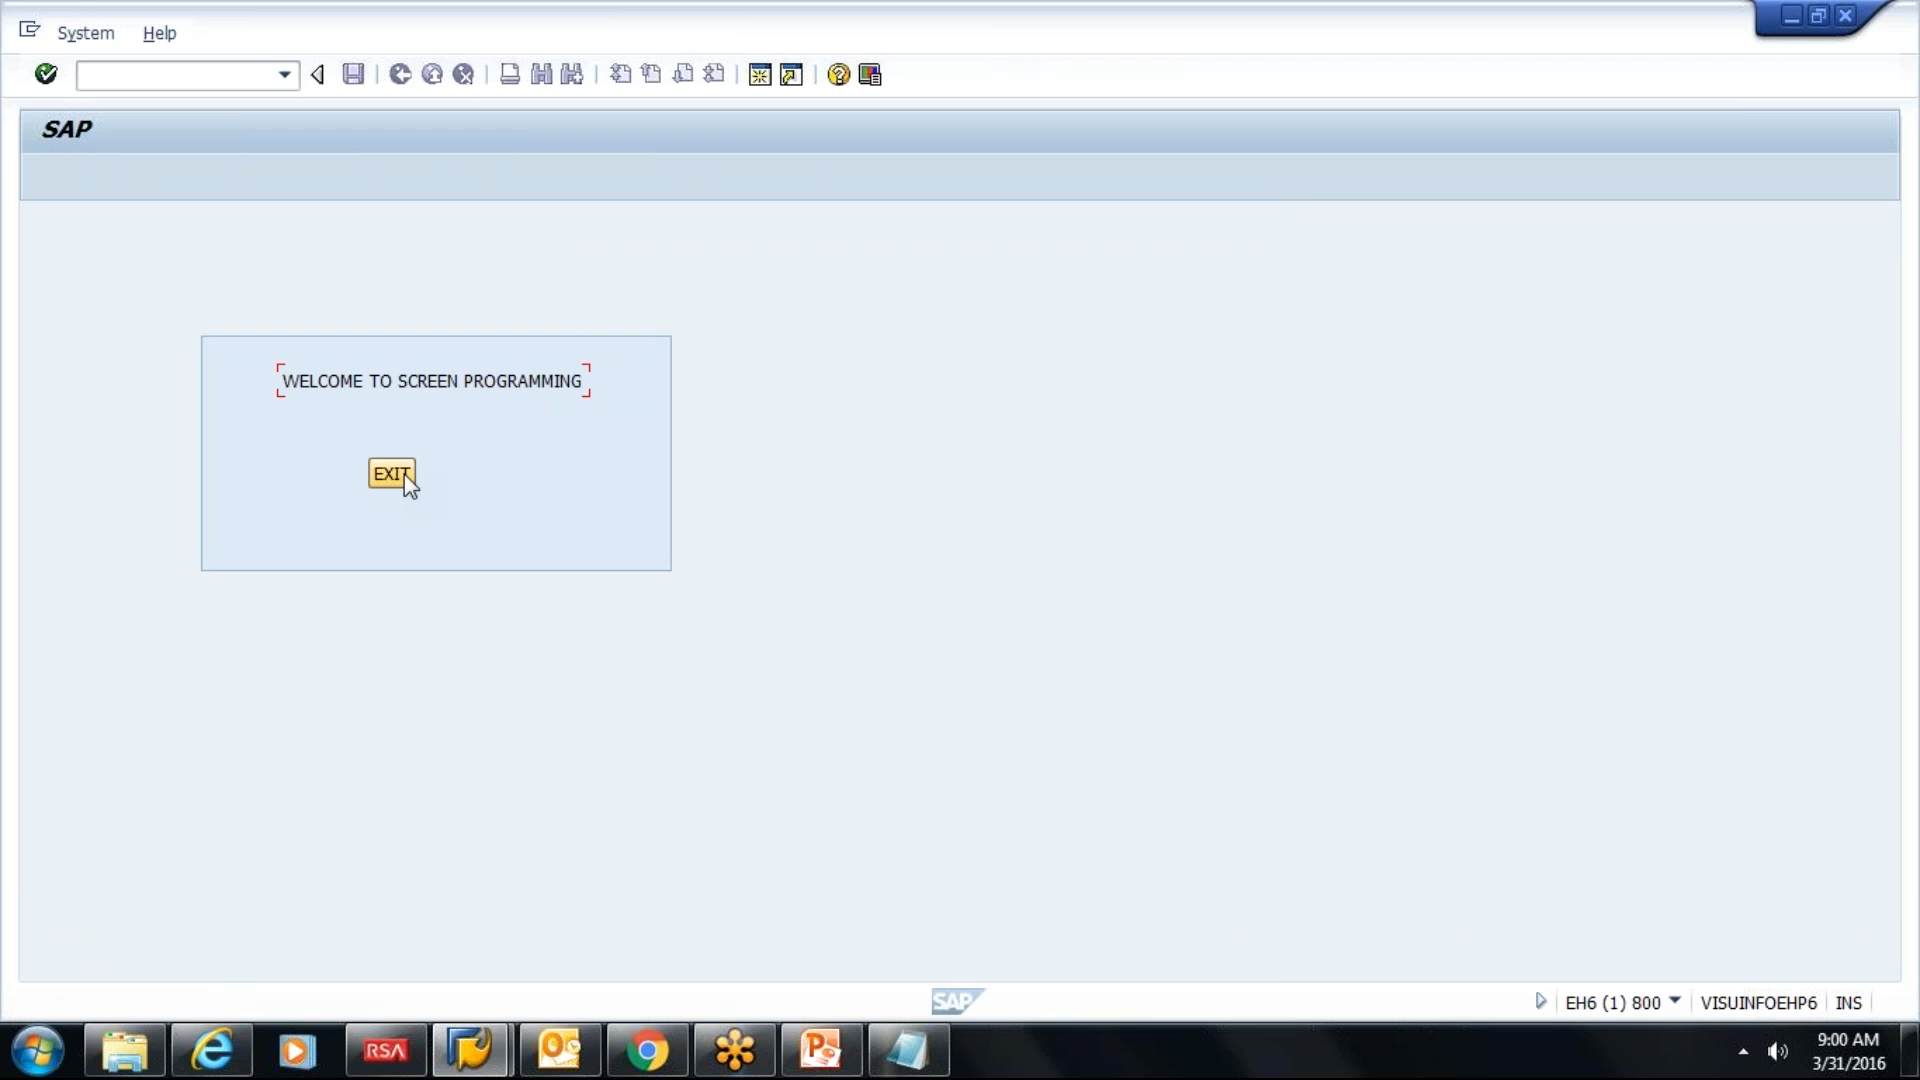 System Help
SAP
WELCOME TO SCREEN PROGRAMMING
EXIT
SAP
EH6 (1) 800 VISUINFOEHP6 INS
RSA
9:00 AM
3/31/2016